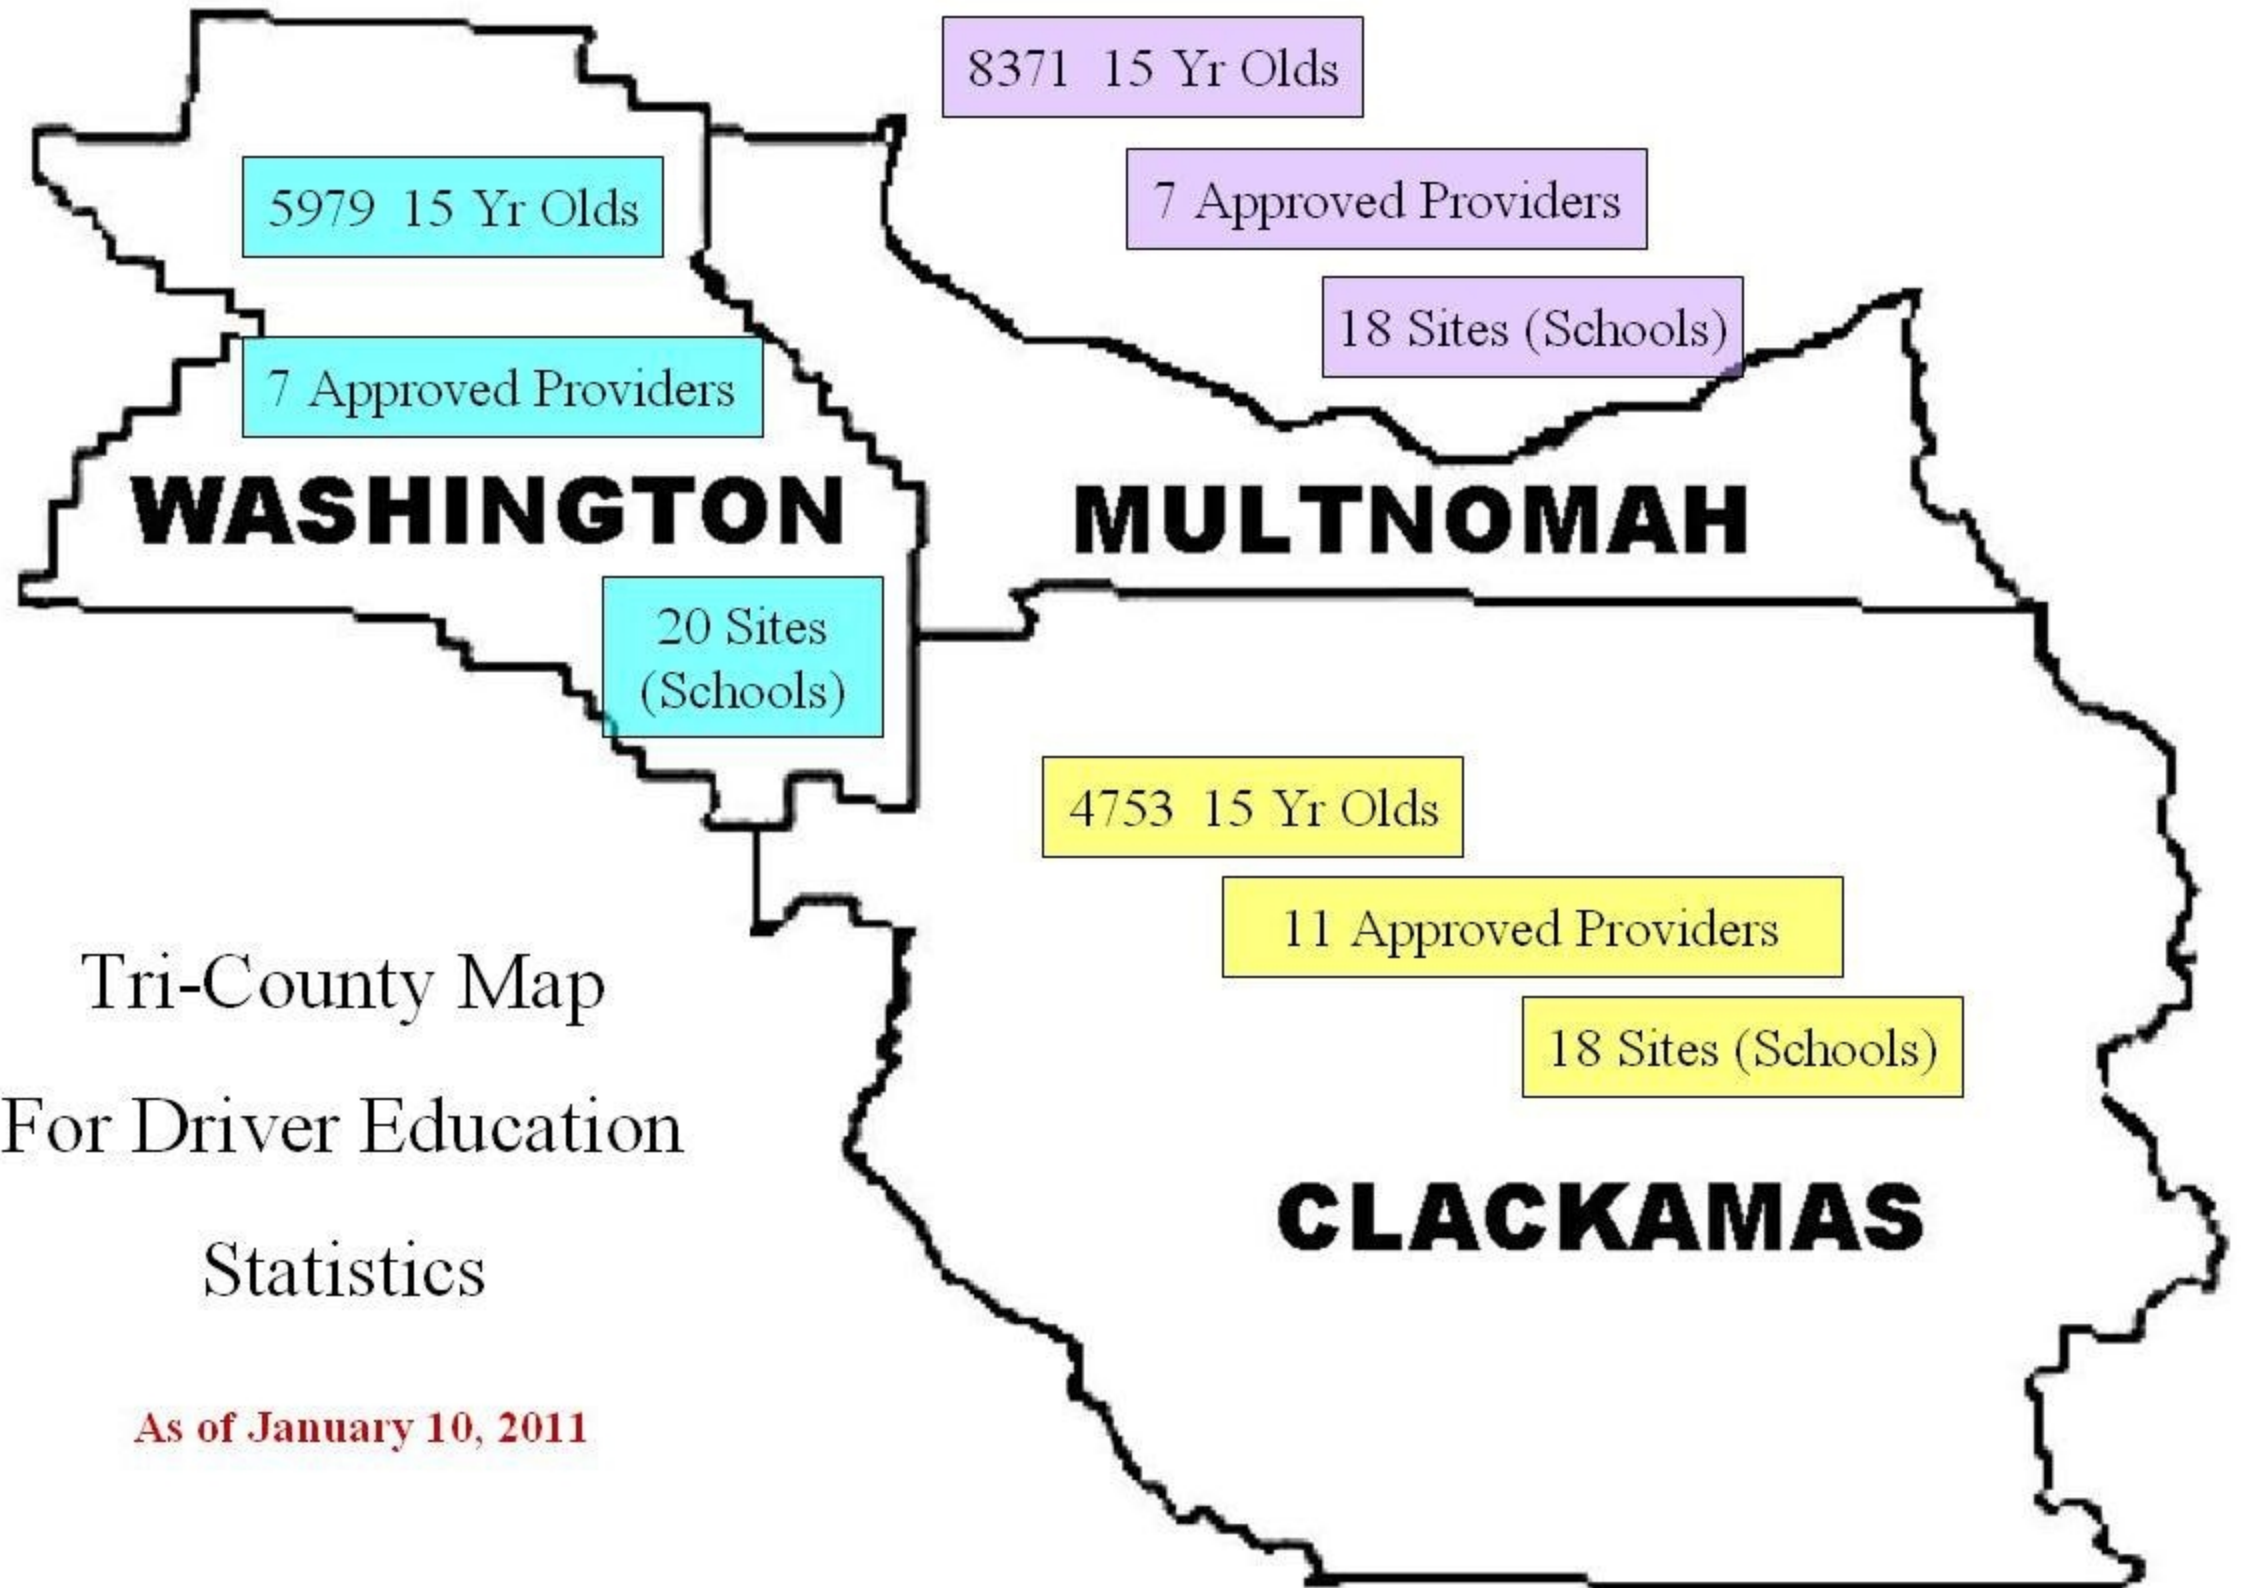 8371 15 Yr Olds
7 Approved Providers
18 Sites (Schools)
5979 15 Yr Olds
7 Approved Providers
WASHINGTON
20 Sites
(Schools)
MULTNOMAH
4753 15 Yr Olds
11 Approved Providers
18 Sites (Schools)
CLACKAMAS
Tri-County Map
For Driver Education
Statistics
As of January 10, 2011